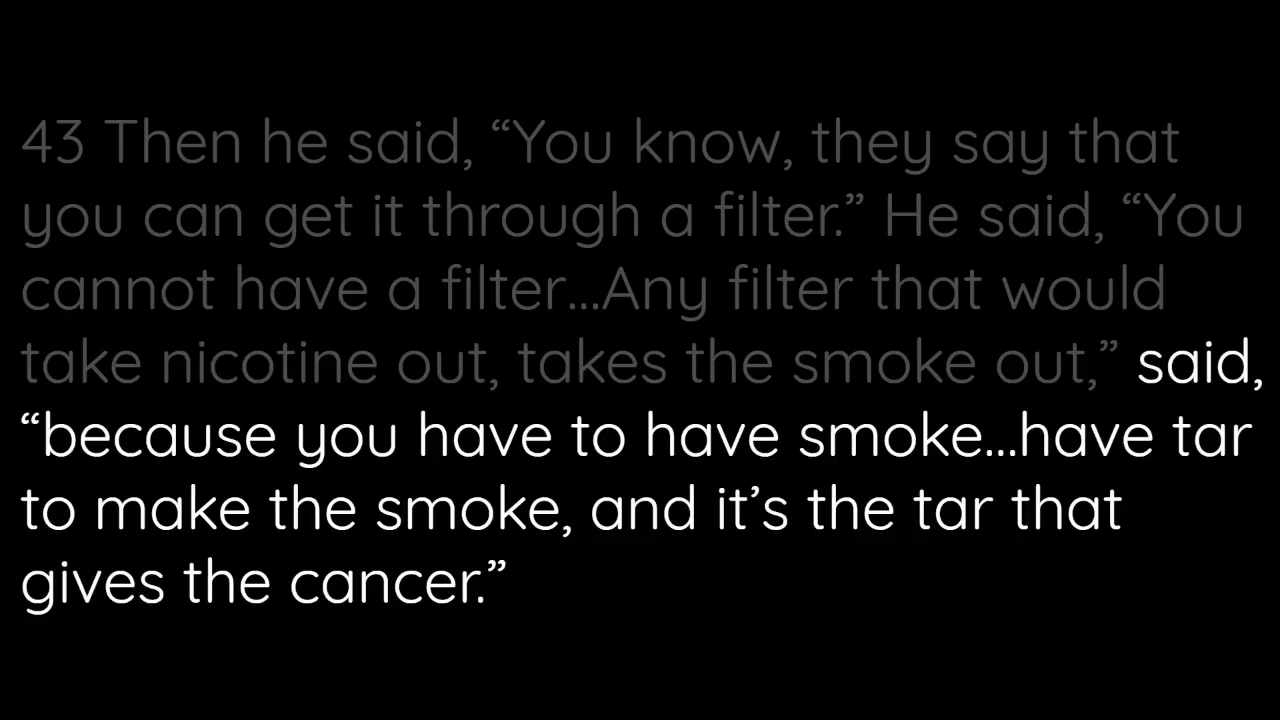 43 Then he said, “You know, they say that
you can get it through a filter.” He said, “You
cannot have a filter...Any filter that would
take nicotine out, takes the smoke out,” said,
“because you have to have smoke...have tar
to make the smoke, and it’s the tar that
gives the cancer.”